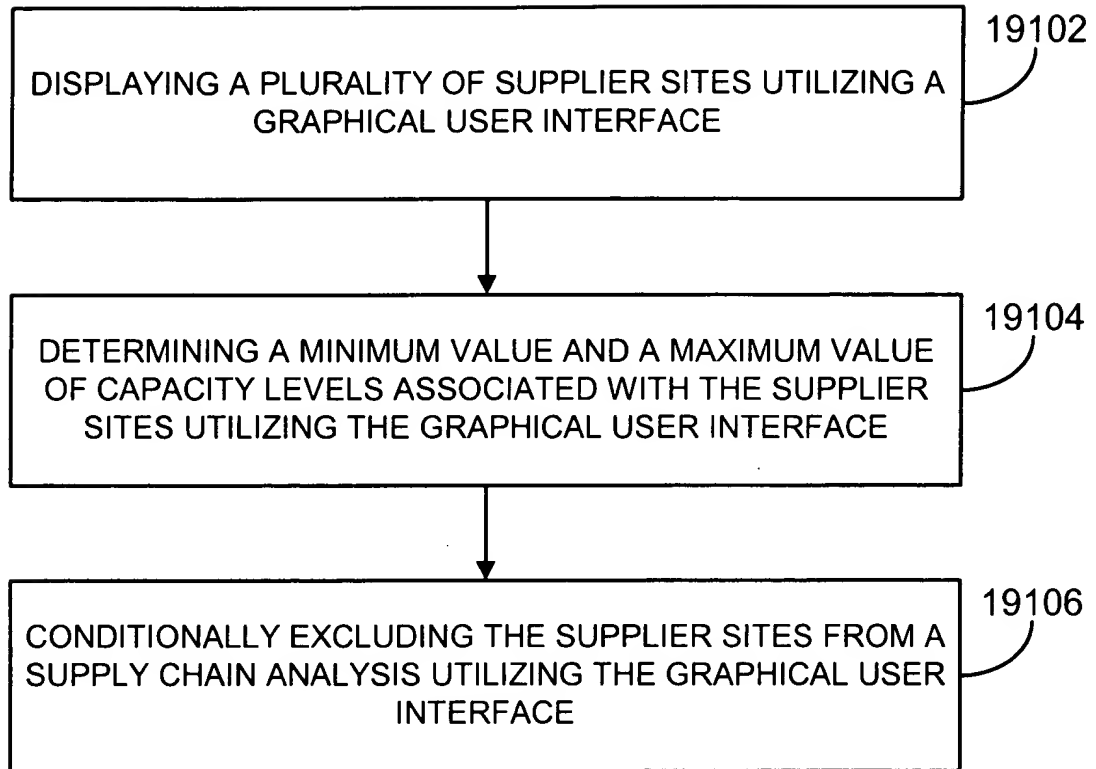 19102
DISPLAYING A PLURALITY OF SUPPLIER SITES UTILIZING A
GRAPHICAL USER INTERFACE
19104
DETERMINING A MINIMUM VALUE AND A MAXIMUM VALUE
OF CAPACITY LEVELS ASSOCIATED WITH THE SUPPLIER
SITES UTILIZING THE GRAPHICAL USER INTERFACE
19106
CONDITIONALLY EXCLUDING THE SUPPLIER SITES FROM A
SUPPLY CHAIN ANALYSIS UTILIZING THE GRAPHICAL USER
INTERFACE